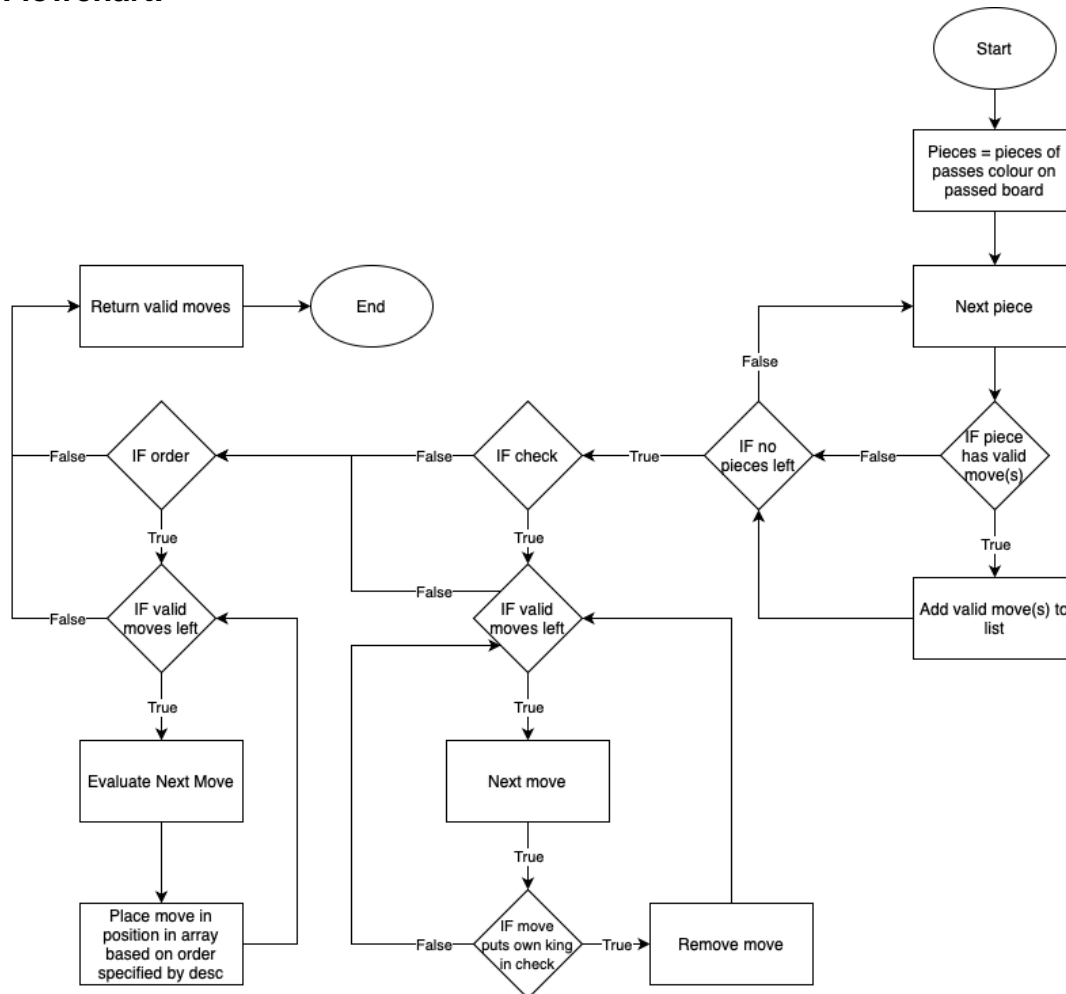 Flowchart:
Start
Pieces = pieces of
passes colour on
passed board
Return valid moves
End
Next piece
False
IF order
False
IF check
False
IF no
pieces left
True
IF piece
has valid
move(s)
False
True
True
True
IF valid
moves left
False
IF valid
moves left
False
Add valid move(s) to
list
True
True
Evaluate Next Move
Next move
True
Place move in
position in array
based on order
specified by desc
IF move
puts own king
in check
False
True
Remove move